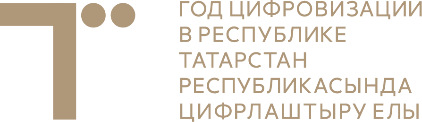 ГОД ЦИФРОВИЗАЦИИ
В РЕСПУБЛИКЕ
ТАТАРСТАН
РЕСПУБЛИКАСЫНДА
ЦИФРЛАШТЫРУ ЕЛЫ